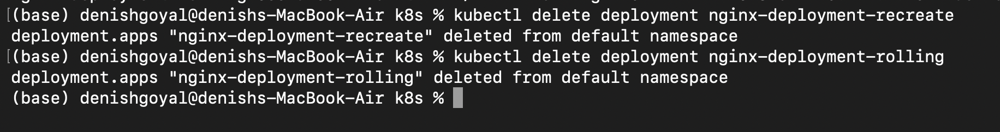 [(base) denishgoyal@denishs-MacBook-Air k8s % kubectl delete deployment nginx-deployment-recreate
deployment.apps "nginx-deployment-recreate" deleted from default namespace
[(base) denishgoyal@denishs-MacBook-Air k8s % kubectl delete deployment nginx-deployment-rolling
deployment.apps "nginx-deployment-rolling" deleted from default namespace
(base) denishgoyal@denishs-MacBook-Air k8s %